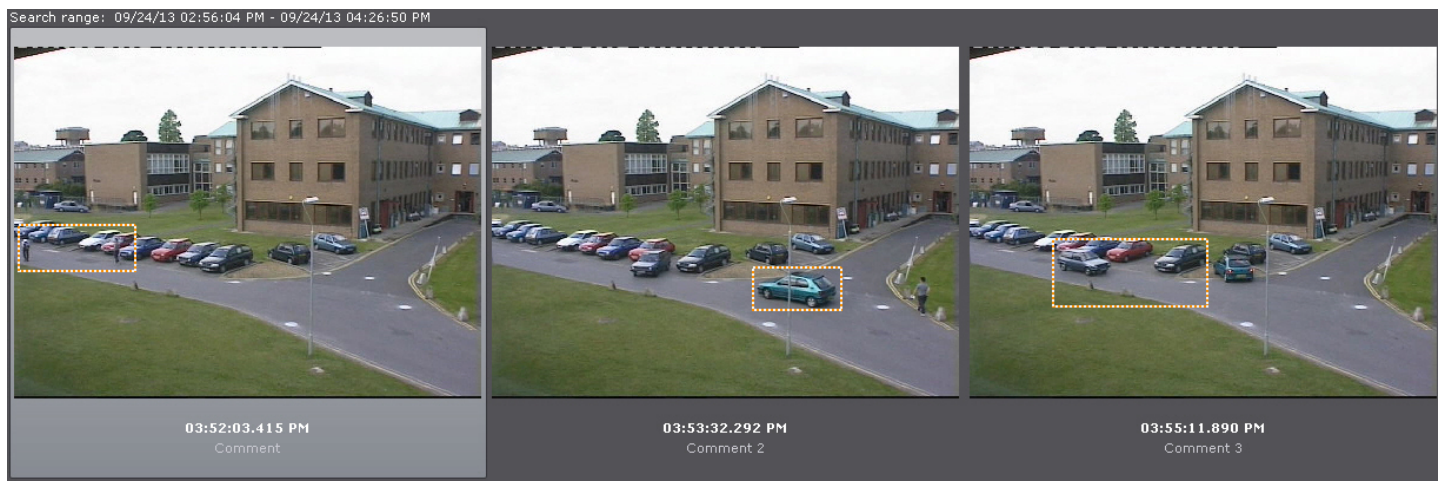 Search range: 09/24/13 02:56:04 PM - 09/24/13 04:26:50 PM
03:52:03.415 PM
Comment
03:53:32.292 PM
Comment 2
03:55:11.890 PM
Comment 3